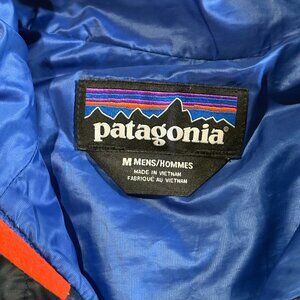 patagonia®
M MENS/HOMMES
MADE IN VIETNAM
FABRIQUÉ AU VIETNAM